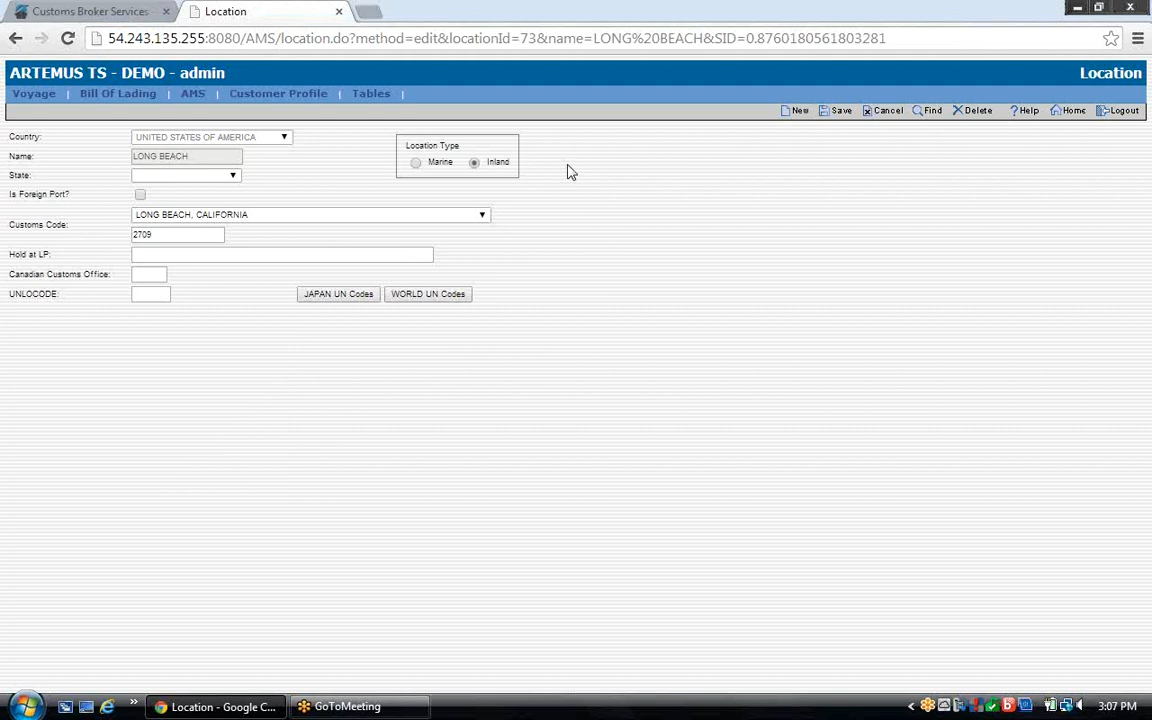 Customs Broker Services
Location
54.243.135.255:8080/AMS/location.do?method=edit&locationId=73&name=LONG%20BEACH&SID=0.8760180561803281
ARTEMUS TS - DEMO - admin
Location
Voyage | Bill Of Lading | AMS | Customer Profile | Tables |
New Save Cancel Find Delete Help Home Logout
Country: UNITED STATES OF AMERICA
Location Type
Name: LONG BEACH
Marine Inland
State:
Is Foreign Port?
LONG BEACH, CALIFORNIA
Customs Code:
2709
Hold at LP:
Canadian Customs Office:
UNLOCODE: JAPAN UN Codes WORLD UN Codes
Location - Google C... GoToMeeting 3:07 PM